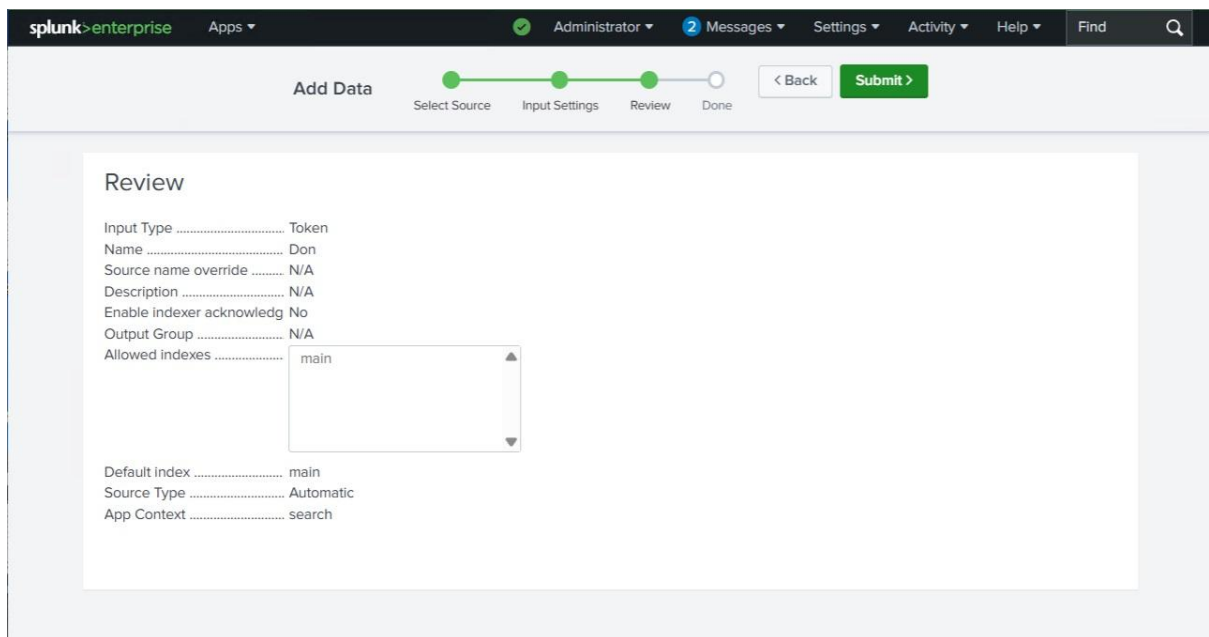 splunk>enterprise Apps Administrator 2 Messages Settings Activity Help Find
Add Data
< Back Submit >
Select Source Input Settings Review Done
Review
Input Type ................................ Token
Name ........................................ Don
Source name override .......... N/A
Description .............................. N/A
Enable indexer acknowledg No
Output Group ......................... N/A
Allowed indexes .................... main
Default index .......................... main
Source Type ............................ Automatic
App Context ............................ search